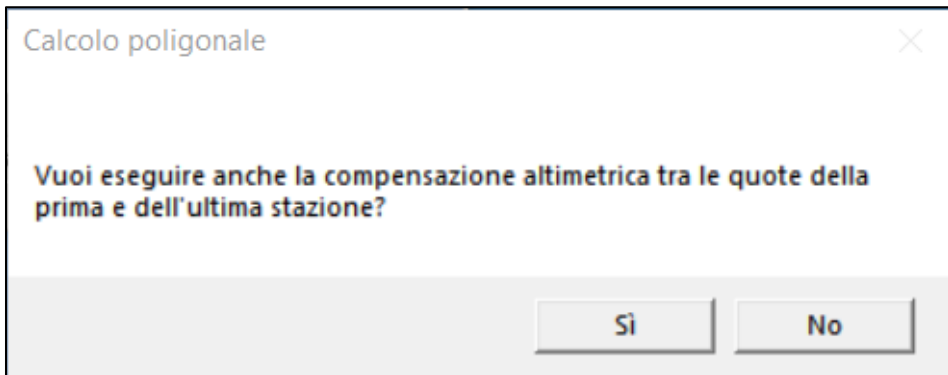 Calcolo poligonale
Vuoi eseguire anche la compensazione altimetrica tra le quote della
prima e dell'ultima stazione?
Sì
No